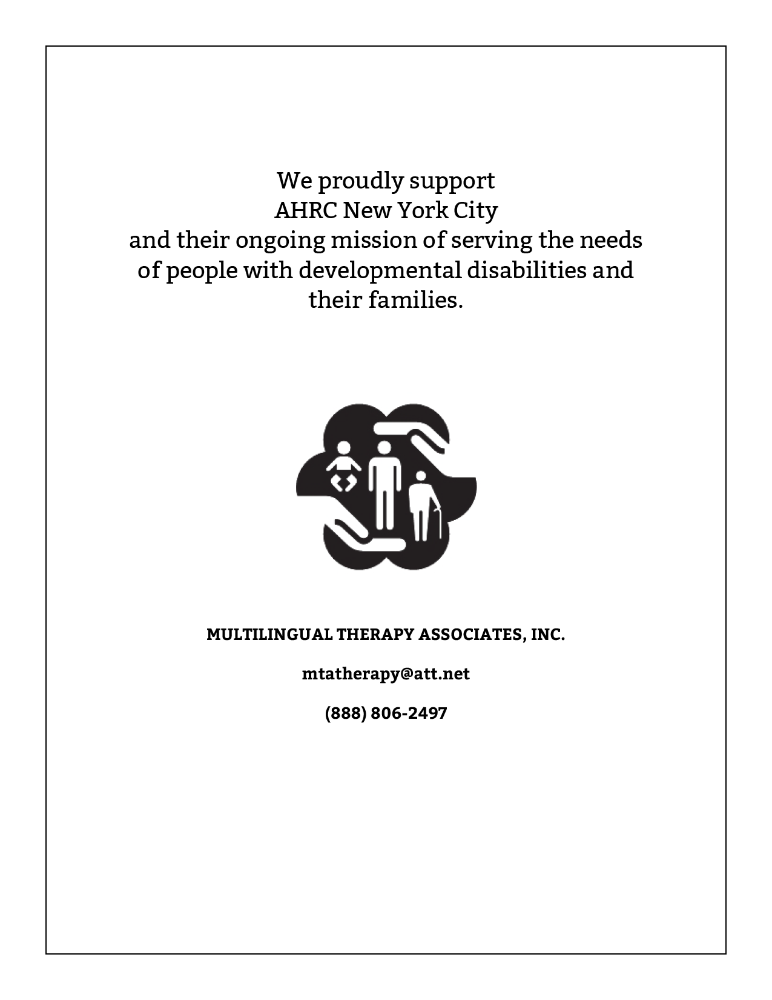 We proudly support
AHRC New York City
and their ongoing mission of serving the needs
of people with developmental disabilities and
their families.
MULTILINGUAL THERAPY ASSOCIATES, INC.
mtatherapy@att.net
(888) 806-2497